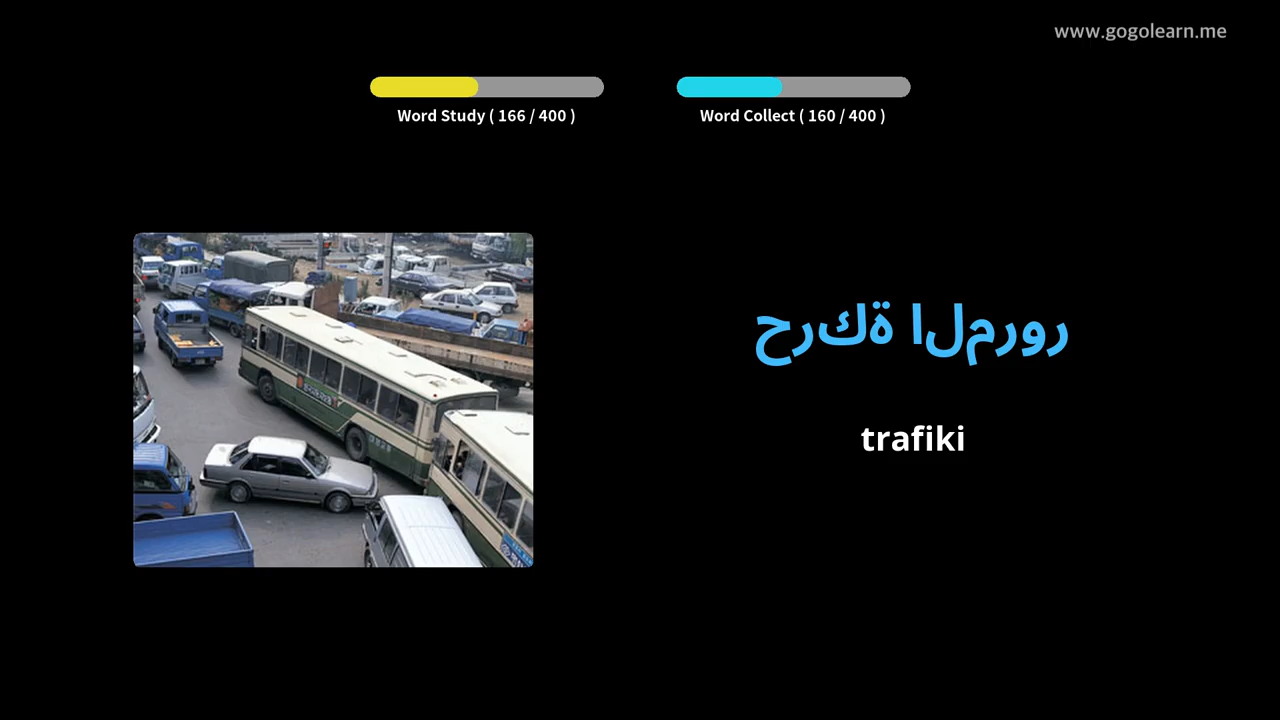 www.gogolearn.me
Word Study ( 166 / 400 )
Word Collect ( 160 / 400 )
حركة المرور
trafiki